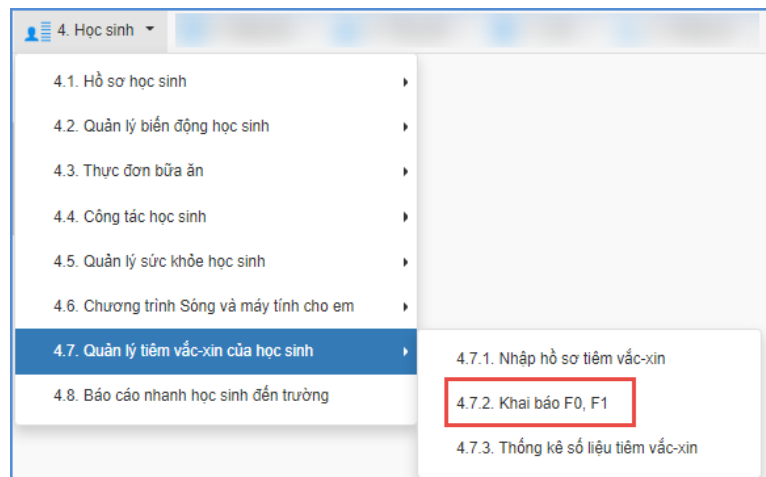 4. Học sinh
4.1. Hồ sơ học sinh
4.2. Quản lý biến động học sinh
4.3. Thực đơn bữa ăn
4.4. Công tác học sinh
4.5. Quản lý sức khỏe học sinh
4.6. Chương trình Sóng và máy tính cho em
4.7. Quản lý tiêm vắc-xin của học sinh
4.8. Báo cáo nhanh học sinh đến trường
4.7.1. Nhập hồ sơ tiêm vắc-xin
4.7.2. Khai báo F0, F1
4.7.3. Thống kê số liệu tiêm vắc-xin